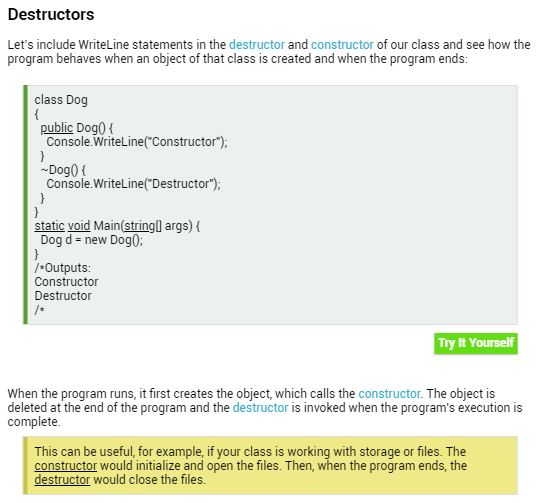 Destructors
Let's include WriteLine statements in the destructor and constructor of our class and see how the
program behaves when an object of that class is created and when the program ends:
class Dog
{
public Dog() {
Console.WriteLine("Constructor");
}
~Dog() {
Console.WriteLine("Destructor");
}
}
static void Main(string[] args) {
Dog d = new Dog();
}
/*Outputs:
Constructor
Destructor
/*
Try It Yourself
When the program runs, it first creates the object, which calls the constructor. The object is
deleted at the end of the program and the destructor is invoked when the program's execution is
complete.
This can be useful, for example, if your class is working with storage or files. The
constructor would initialize and open the files. Then, when the program ends, the
destructor would close the files.